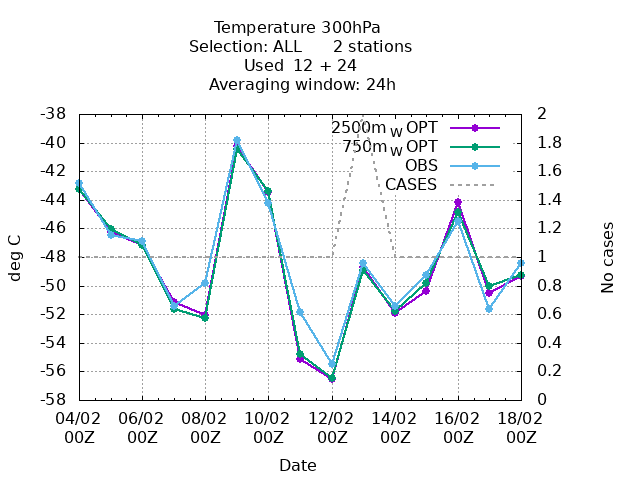 Temperature 300hPa
Selection: ALL 2 stations
Used 12 + 24
Averaging window: 24h
-38 2
2500m W OPT
-40 1.8
750m W OPT
OBS
-42 1.6
CASES
-44 1.4
-46 1.2
-48 1
-50 0.8
-52 0.6
-54 0.4
-56 0.2
-58 0
deg C
No cases
04/02 06/02 08/02 10/02 12/02 14/02 16/02 18/02
00Z 00Z 00Z 00Z 00Z 00Z 00Z 00Z
Date